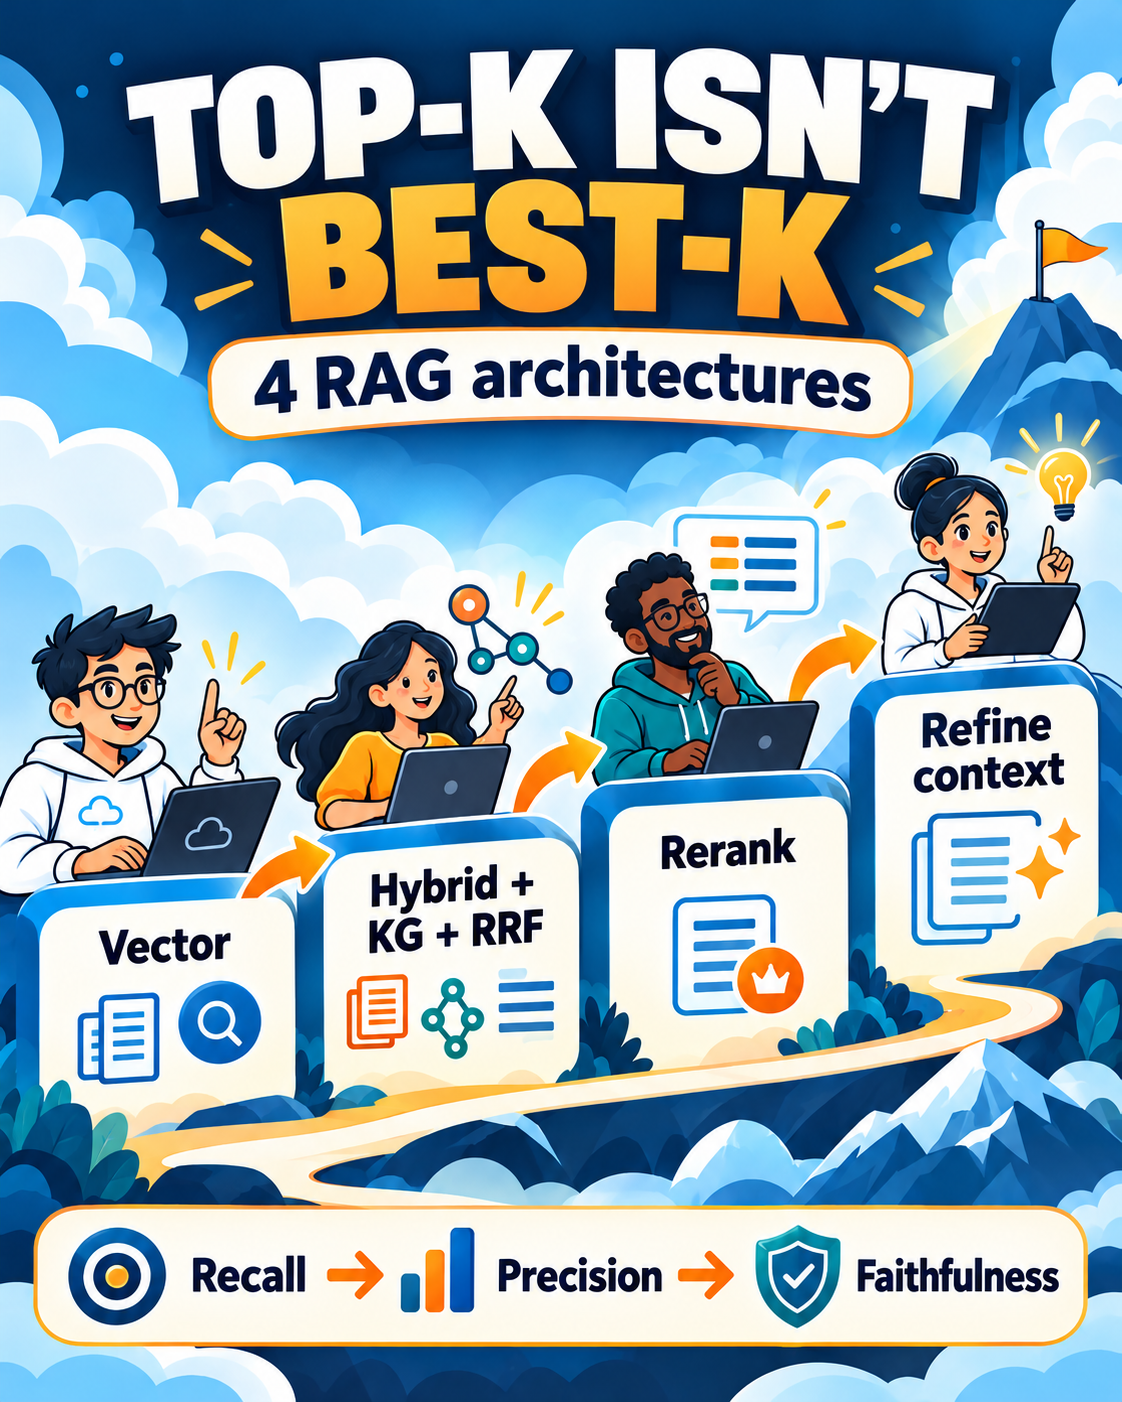 TOP-K ISN'T
BEST-K
4 RAG architectures
Vector
Hybrid +
KG + RRF
Rerank
Refine
context
Recall
Precision
Faithfulness